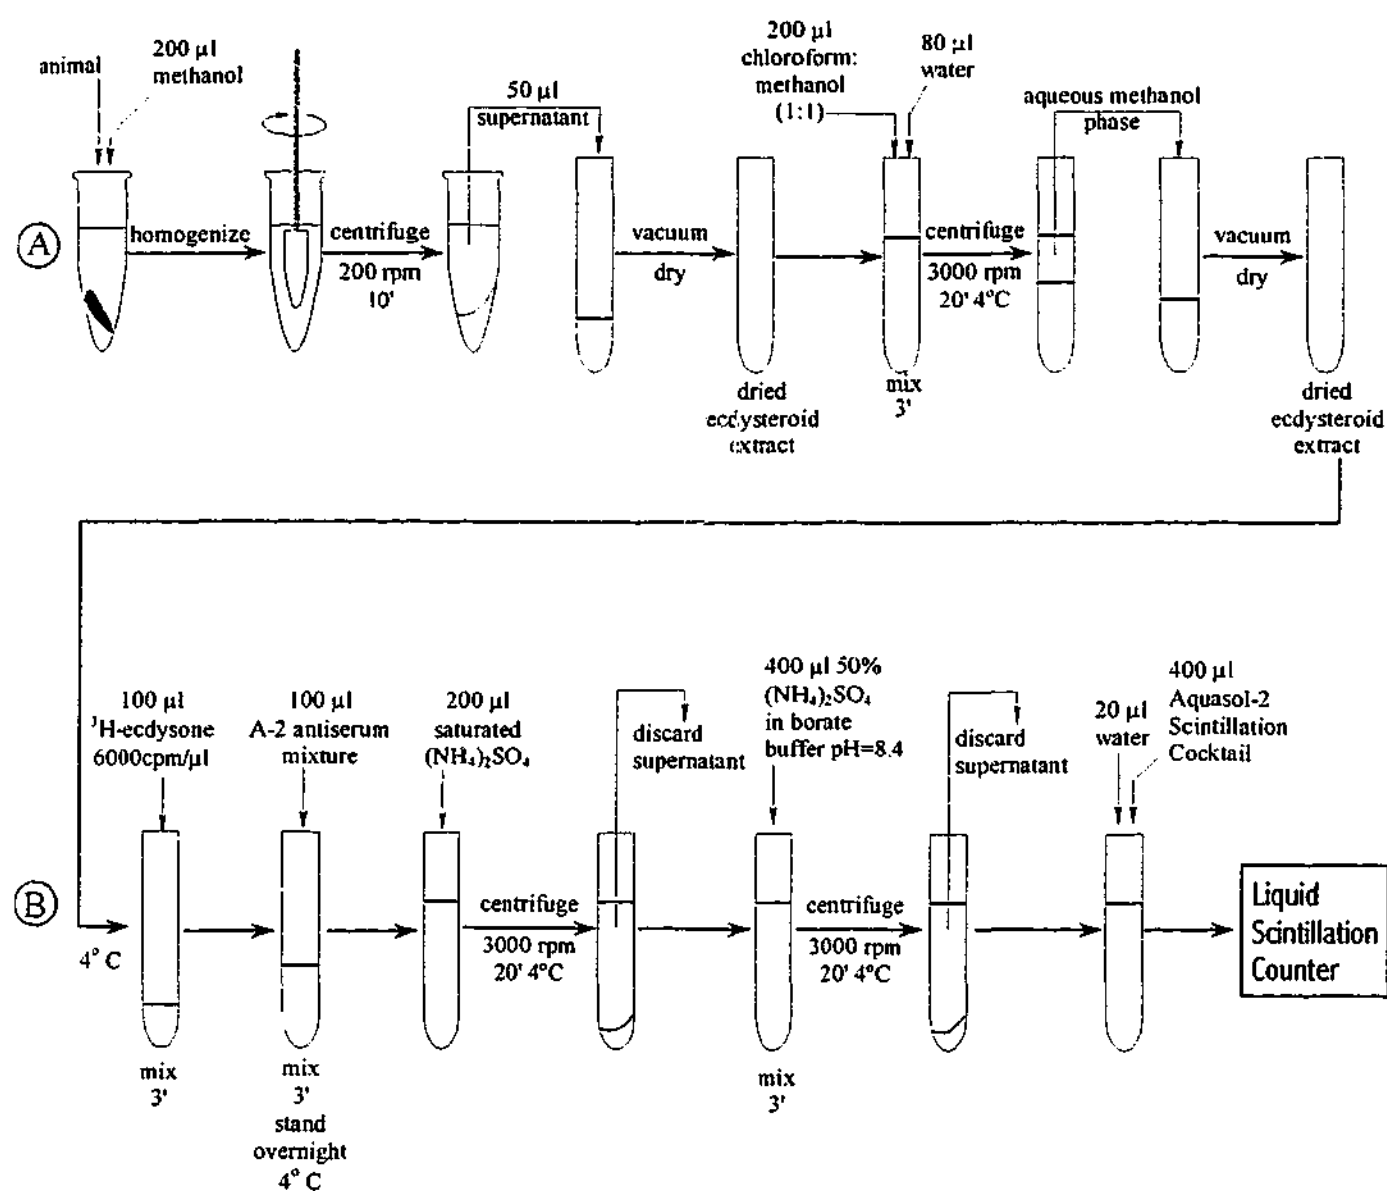 animal
200 µl
methanol
50 µl
supernatant
200 µl
chloroform:
methanol
(1:1)
80 µl
water
aqueous methanol
phase
A
homogenize
centrifuge
200 rpm
10'
vacuum
dry
centrifuge
3000 rpm
20' 4°C
vacuum
dry
dried
ecdysteroid
extract
mix
3'
dried
ecdysteroid
extract
100 µl
³H-ecdysone
6000cpm/µl
100 µl
A-2 antiserum
mixture
200 µl
saturated
(NH₄)₂SO₄
discard
supernatant
400 µl 50%
(NH₄)₂SO₄
in borate
buffer pH=8.4
discard
supernatant
20 µl
water
400 µl
Aquasol-2
Scintillation
Cocktail
B
4° C
centrifuge
3000 rpm
20' 4°C
centrifuge
3000 rpm
20' 4°C
Liquid
Scintillation
Counter
mix
3'
mix
3'
stand
overnight
4° C
mix
3'